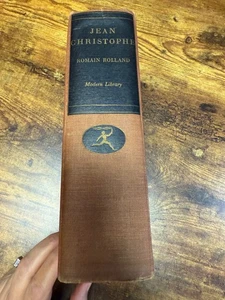 JEAN
CHRISTOPHE
ROMAIN ROLLAND
Modern Library